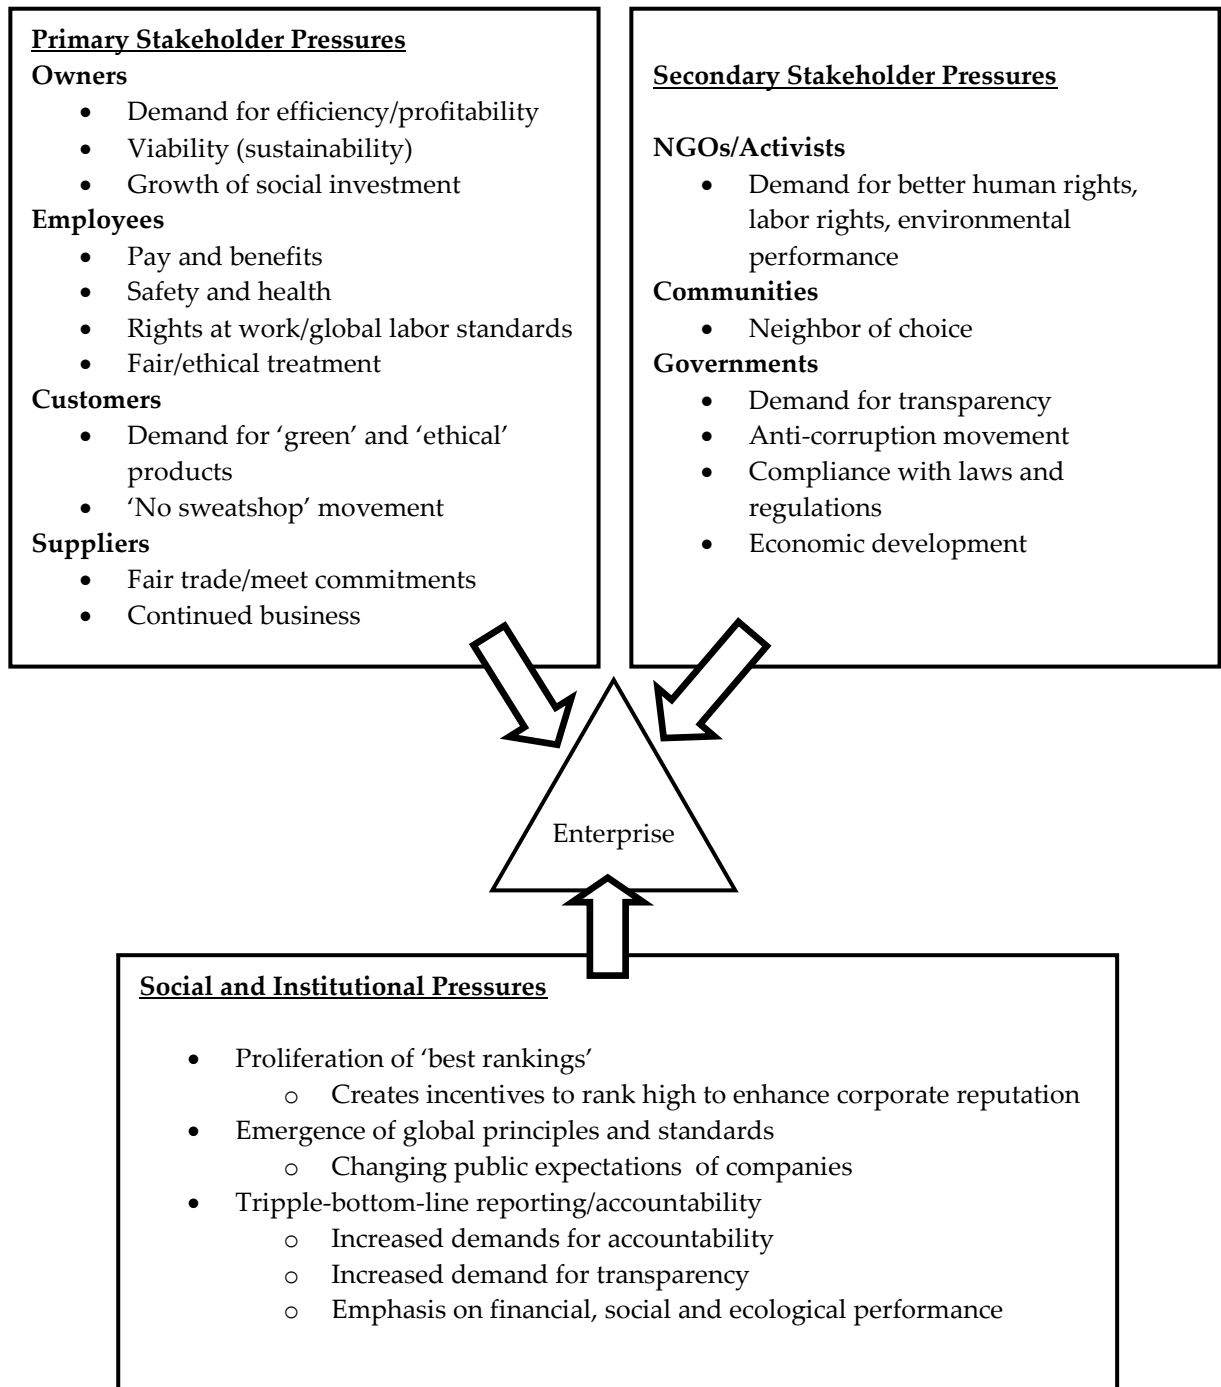 Primary Stakeholder Pressures
Owners
• Demand for efficiency/profitability
• Viability (sustainability)
• Growth of social investment
Employees
• Pay and benefits
• Safety and health
• Rights at work/global labor standards
• Fair/ethical treatment
Customers
• Demand for ‘green’ and ‘ethical’
products
• ‘No sweatshop’ movement
Suppliers
• Fair trade/meet commitments
• Continued business
Secondary Stakeholder Pressures
NGOs/Activists
• Demand for better human rights,
labor rights, environmental
performance
Communities
• Neighbor of choice
Governments
• Demand for transparency
• Anti-corruption movement
• Compliance with laws and
regulations
• Economic development
Enterprise
Social and Institutional Pressures
• Proliferation of ‘best rankings’
o Creates incentives to rank high to enhance corporate reputation
• Emergence of global principles and standards
o Changing public expectations of companies
• Tripple-bottom-line reporting/accountability
o Increased demands for accountability
o Increased demand for transparency
o Emphasis on financial, social and ecological performance